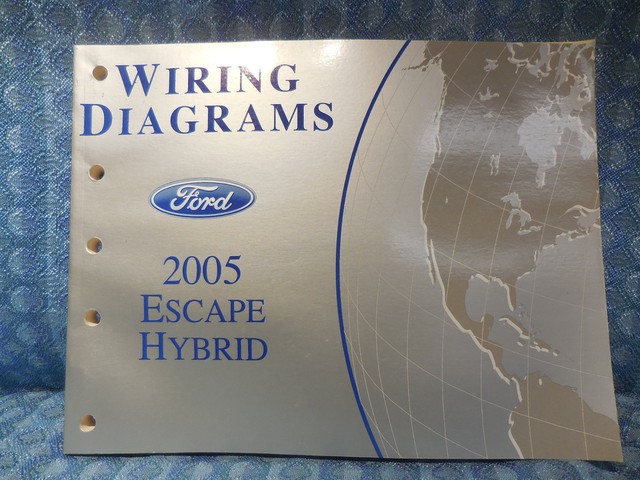 WIRING
DIAGRAMS
Ford
2005
ESCAPE
HYBRID